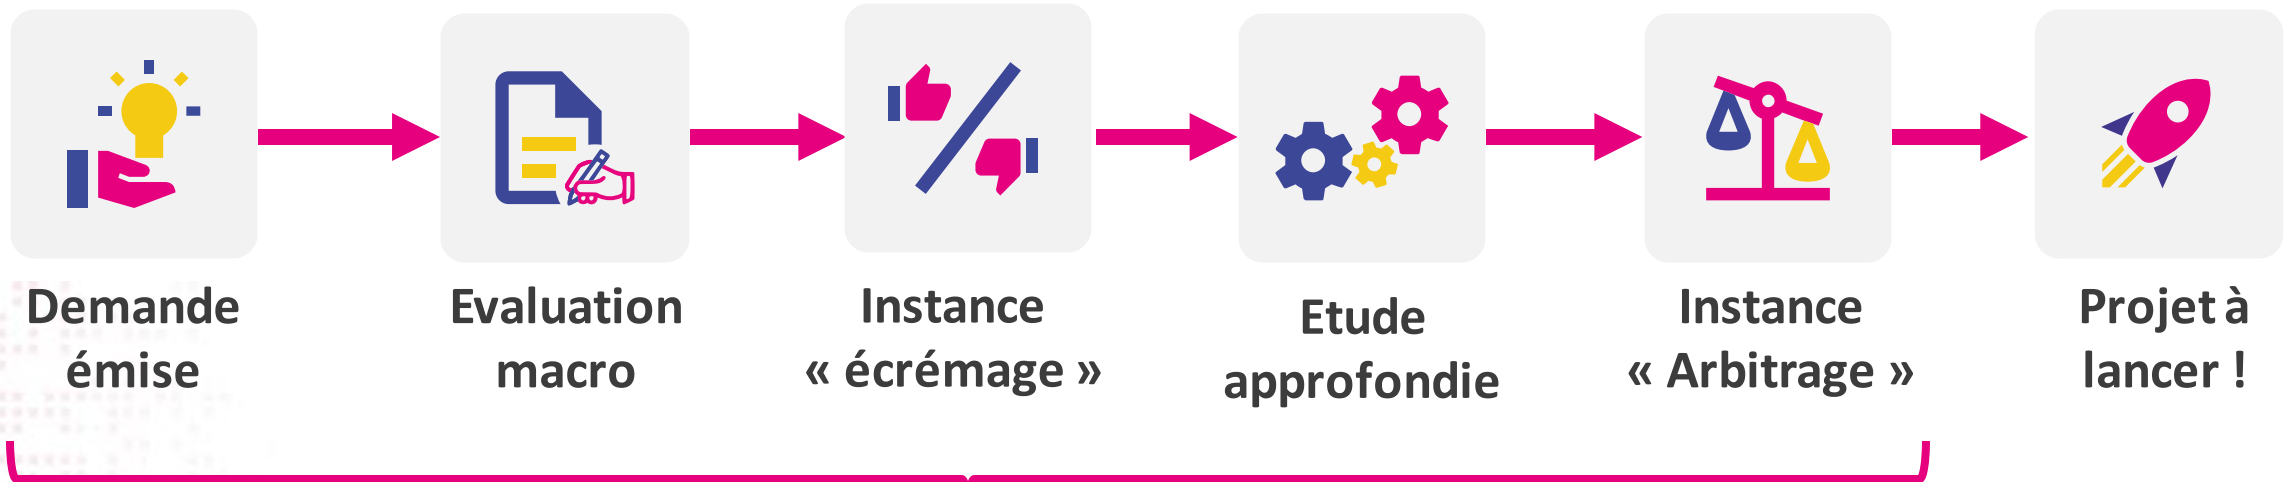 Demande
émise
Evaluation
macro
Instance
« écrémage »
Etude
approfondie
Instance
« Arbitrage »
Projet à
lancer !